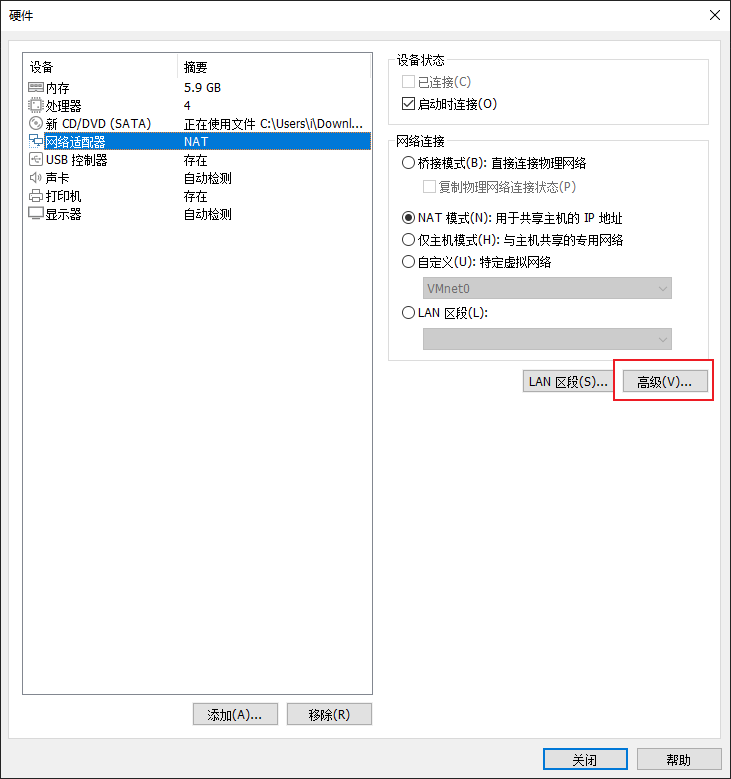 硬件
设备 摘要
内存 5.9 GB
处理器 4
新 CD/DVD (SATA) 正在使用文件 C:\Users\i\Downl...
网络适配器 NAT
USB 控制器 存在
声卡 自动检测
打印机 存在
显示器 自动检测
添加(A)... 移除(R)
设备状态
已连接(C)
启动时连接(O)
网络连接
桥接模式(B): 直接连接物理网络
复制物理网络连接状态(P)
NAT 模式(N): 用于共享主机的 IP 地址
仅主机模式(H): 与主机共享的专用网络
自定义(U): 特定虚拟网络
VMnet0
LAN 区段(L):
LAN 区段(S)... 高级(V)...
关闭 帮助